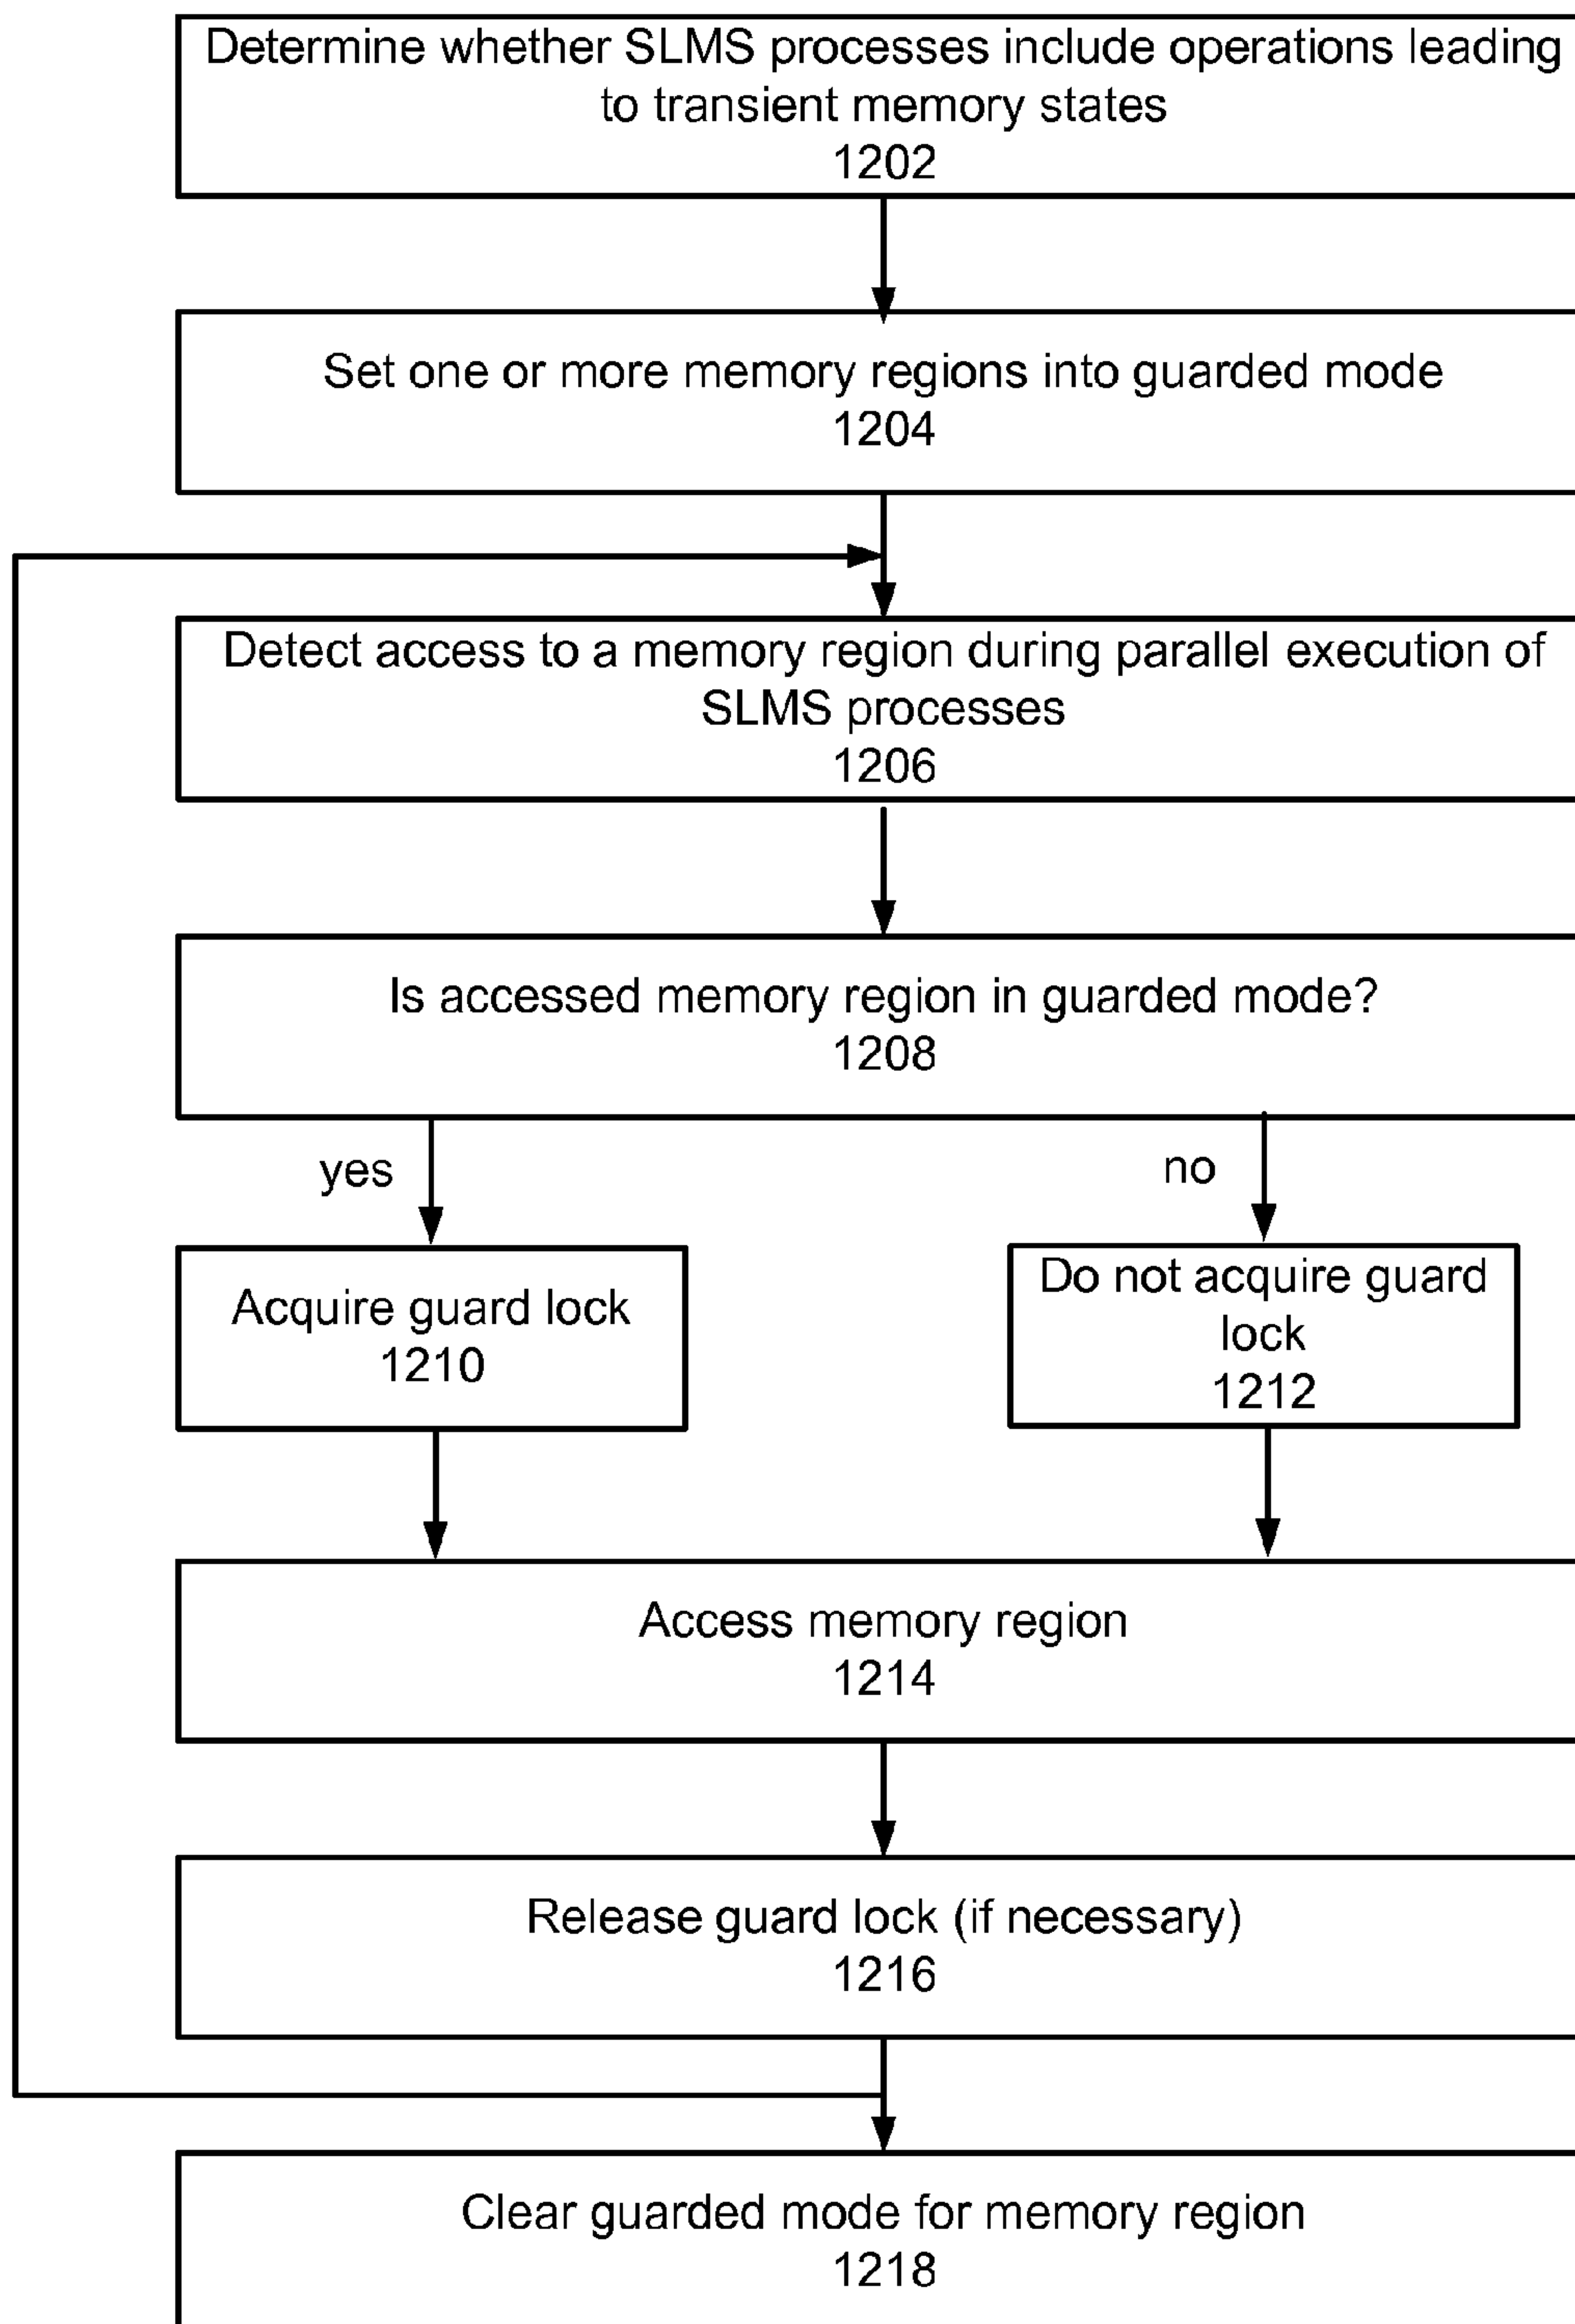 Determine whether SLMS processes include operations leading
to transient memory states
1202
Set one or more memory regions into guarded mode
1204
Detect access to a memory region during parallel execution of
SLMS processes
1206
Is accessed memory region in guarded mode?
1208
yes
no
Acquire guard lock
1210
Do not acquire guard
lock
1212
Access memory region
1214
Release guard lock (if necessary)
1216
Clear guarded mode for memory region
1218